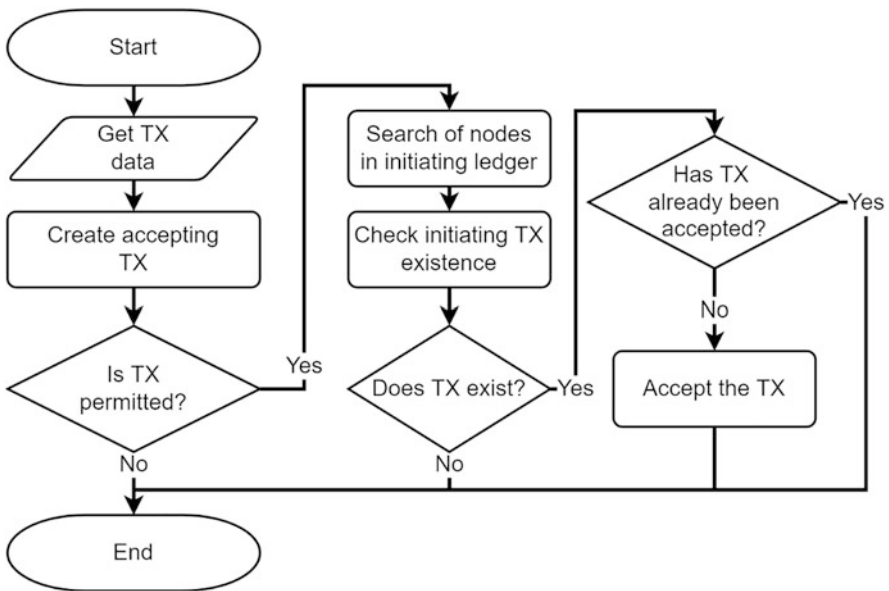 Start
Get TX
data
Create accepting
TX
Is TX
permitted?
Yes
No
End
Search of nodes
in initiating ledger
Check initiating TX
existence
Does TX exist?
Yes
No
Has TX
already been
accepted?
Yes
No
Accept the TX